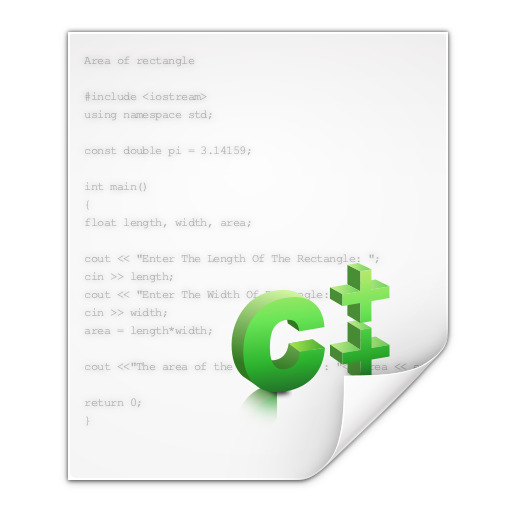 Area of rectangle
#include <iostream>
using namespace std;
const double pi = 3.14159;
int main()
{
float length, width, area;
cout << "Enter The Length Of The Rectangle: ";
cin >> length;
cout << "Enter The Width Of
cin >> width;
area = length*width;
cout <<"The area of the : "
return 0;
}
C++